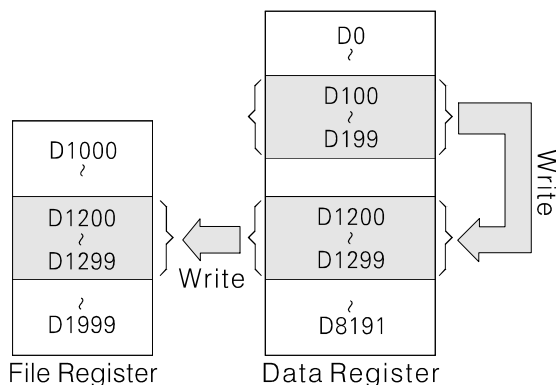 D0
~
D100
~
D199
D1200
~
D1299
~
D8191
Data Register
Write
Write
D1000
~
D1200
~
D1299
~
D1999
File Register